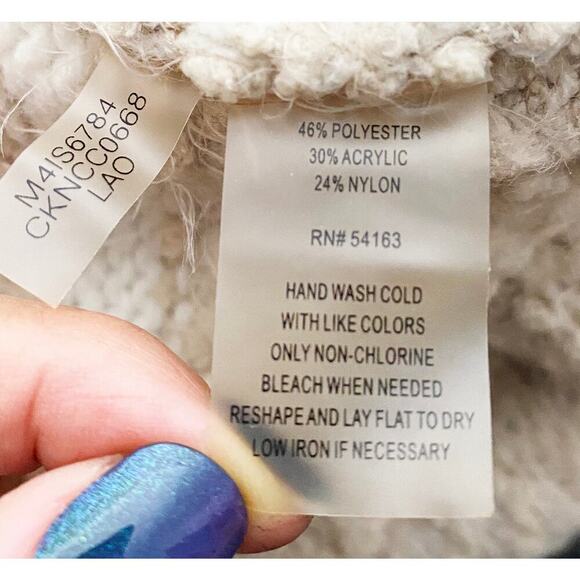 M4IS6784
CKNCC0668
LAO
46% POLYESTER
30% ACRYLIC
24% NYLON
RN# 54163
HAND WASH COLD
WITH LIKE COLORS
ONLY NON-CHLORINE
BLEACH WHEN NEEDED
RESHAPE AND LAY FLAT TO DRY
LOW IRON IF NECESSARY